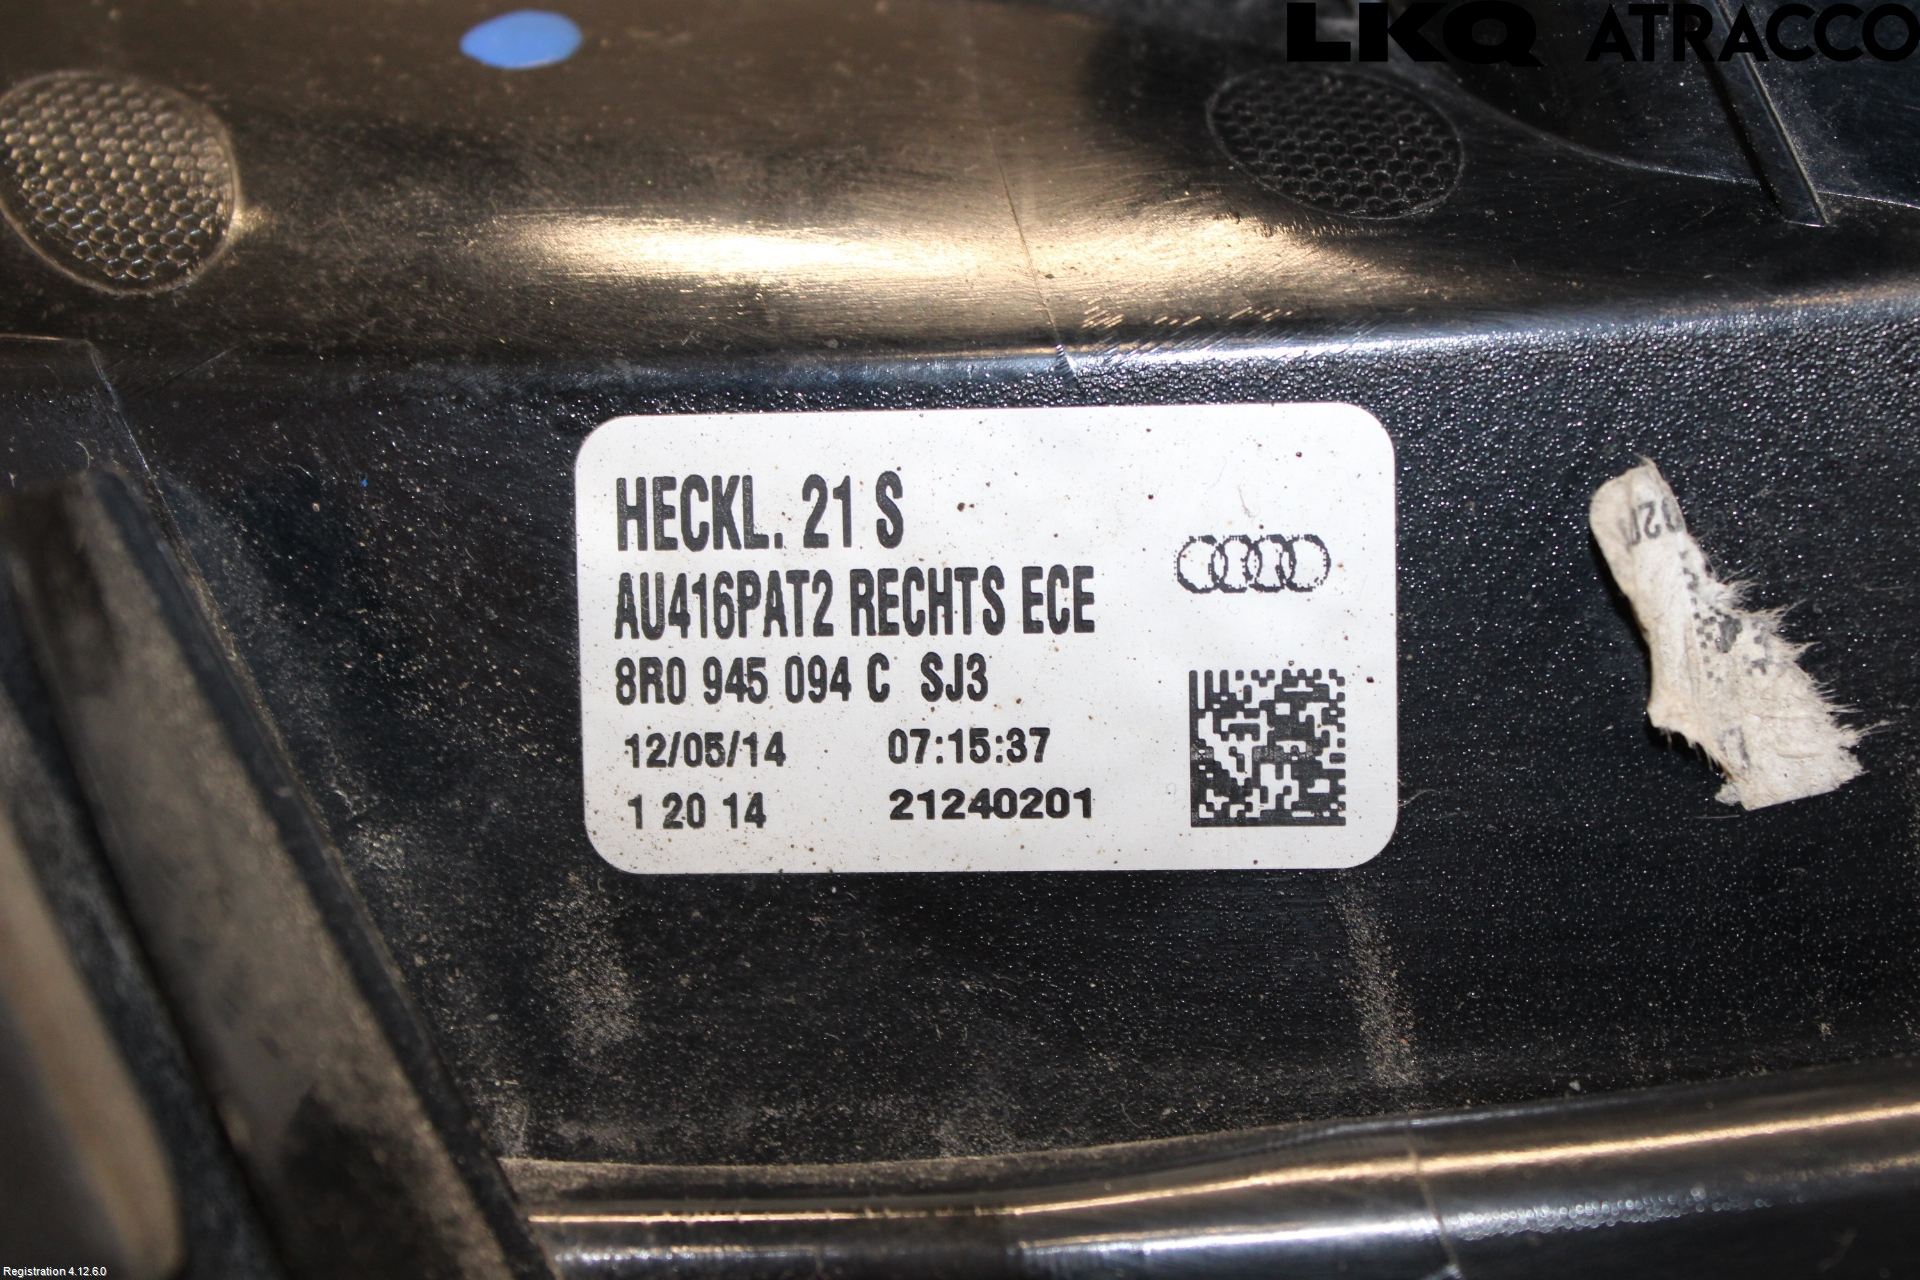 LKQ ATRACCO
HECKL. 21 S
AU416PAT2 RECHTS ECE
8R0 945 094 C SJ3
12/05/14 07:15:37
1 20 14 21240201
Registration 4.12.6.0